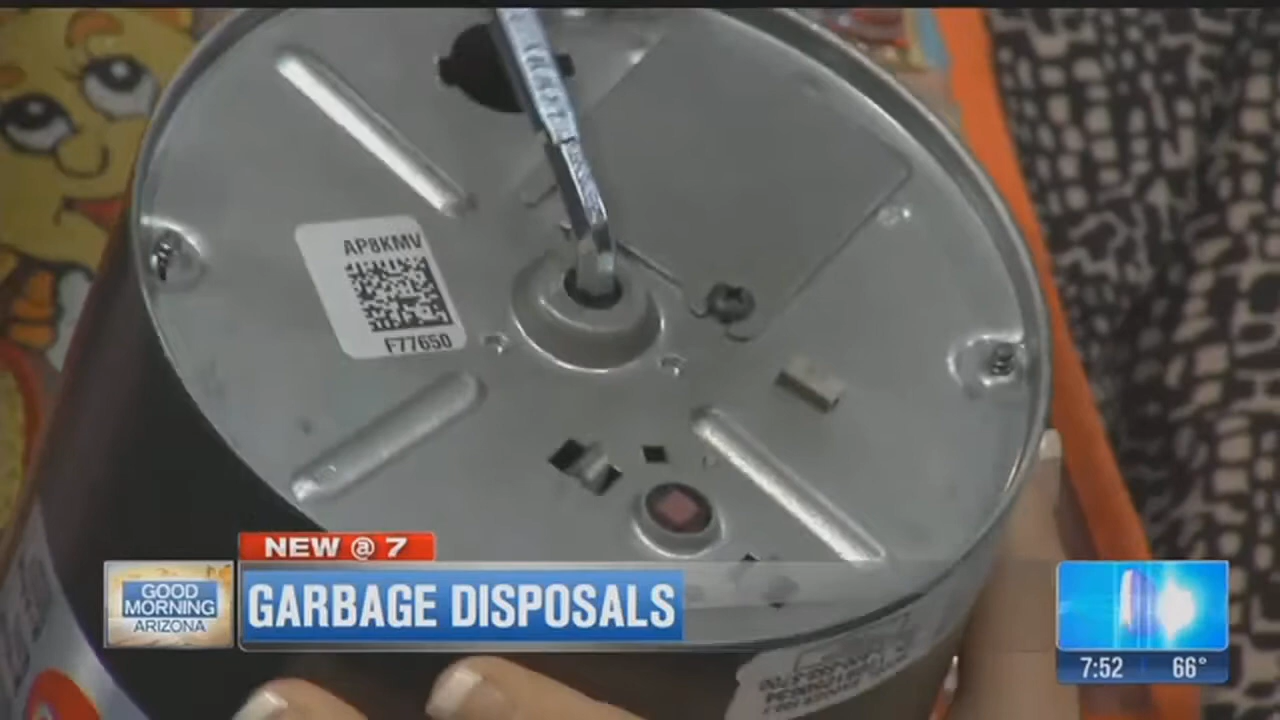 AP8KMV
F77650
NEW @ 7
GOOD
MORNING
ARIZONA
GARBAGE DISPOSALS
7:52 66°